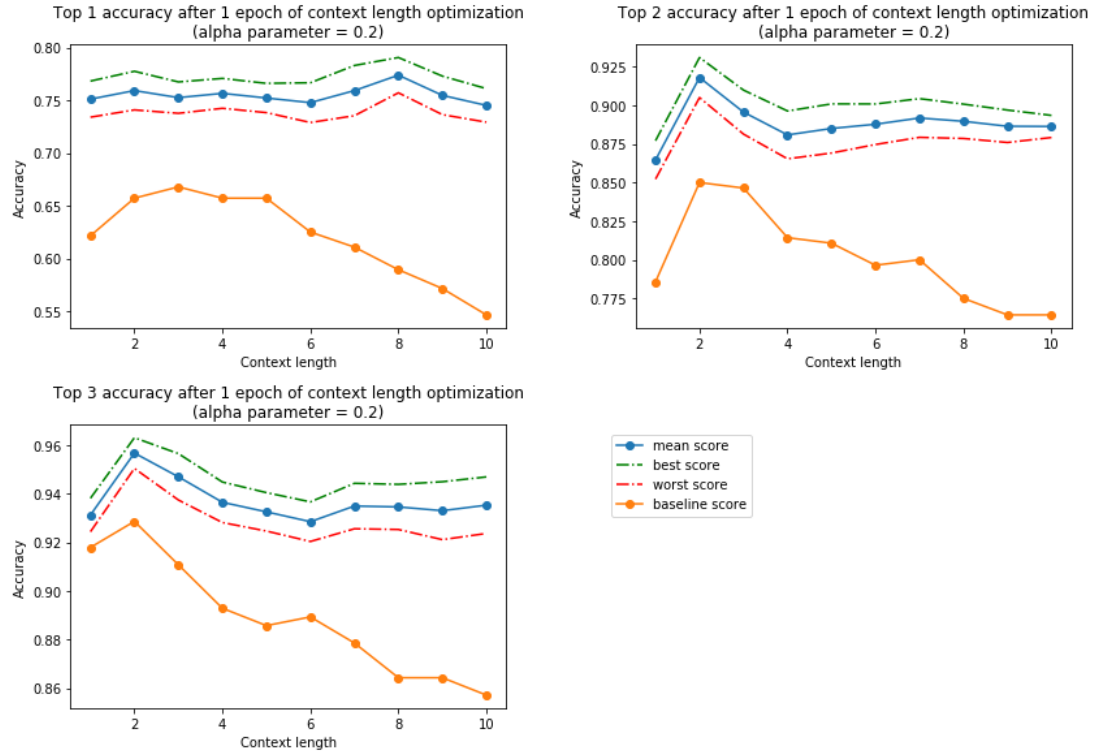 Top 1 accuracy after 1 epoch of context length optimization
(alpha parameter = 0.2)
0.80
0.75
0.70
0.65
0.60
0.55
Accuracy
2 4 6 8 10
Context length
Top 2 accuracy after 1 epoch of context length optimization
(alpha parameter = 0.2)
0.925
0.900
0.875
0.850
0.825
0.800
0.775
Accuracy
2 4 6 8 10
Context length
Top 3 accuracy after 1 epoch of context length optimization
(alpha parameter = 0.2)
0.96
0.94
0.92
0.90
0.88
0.86
Accuracy
2 4 6 8 10
Context length
mean score
best score
worst score
baseline score